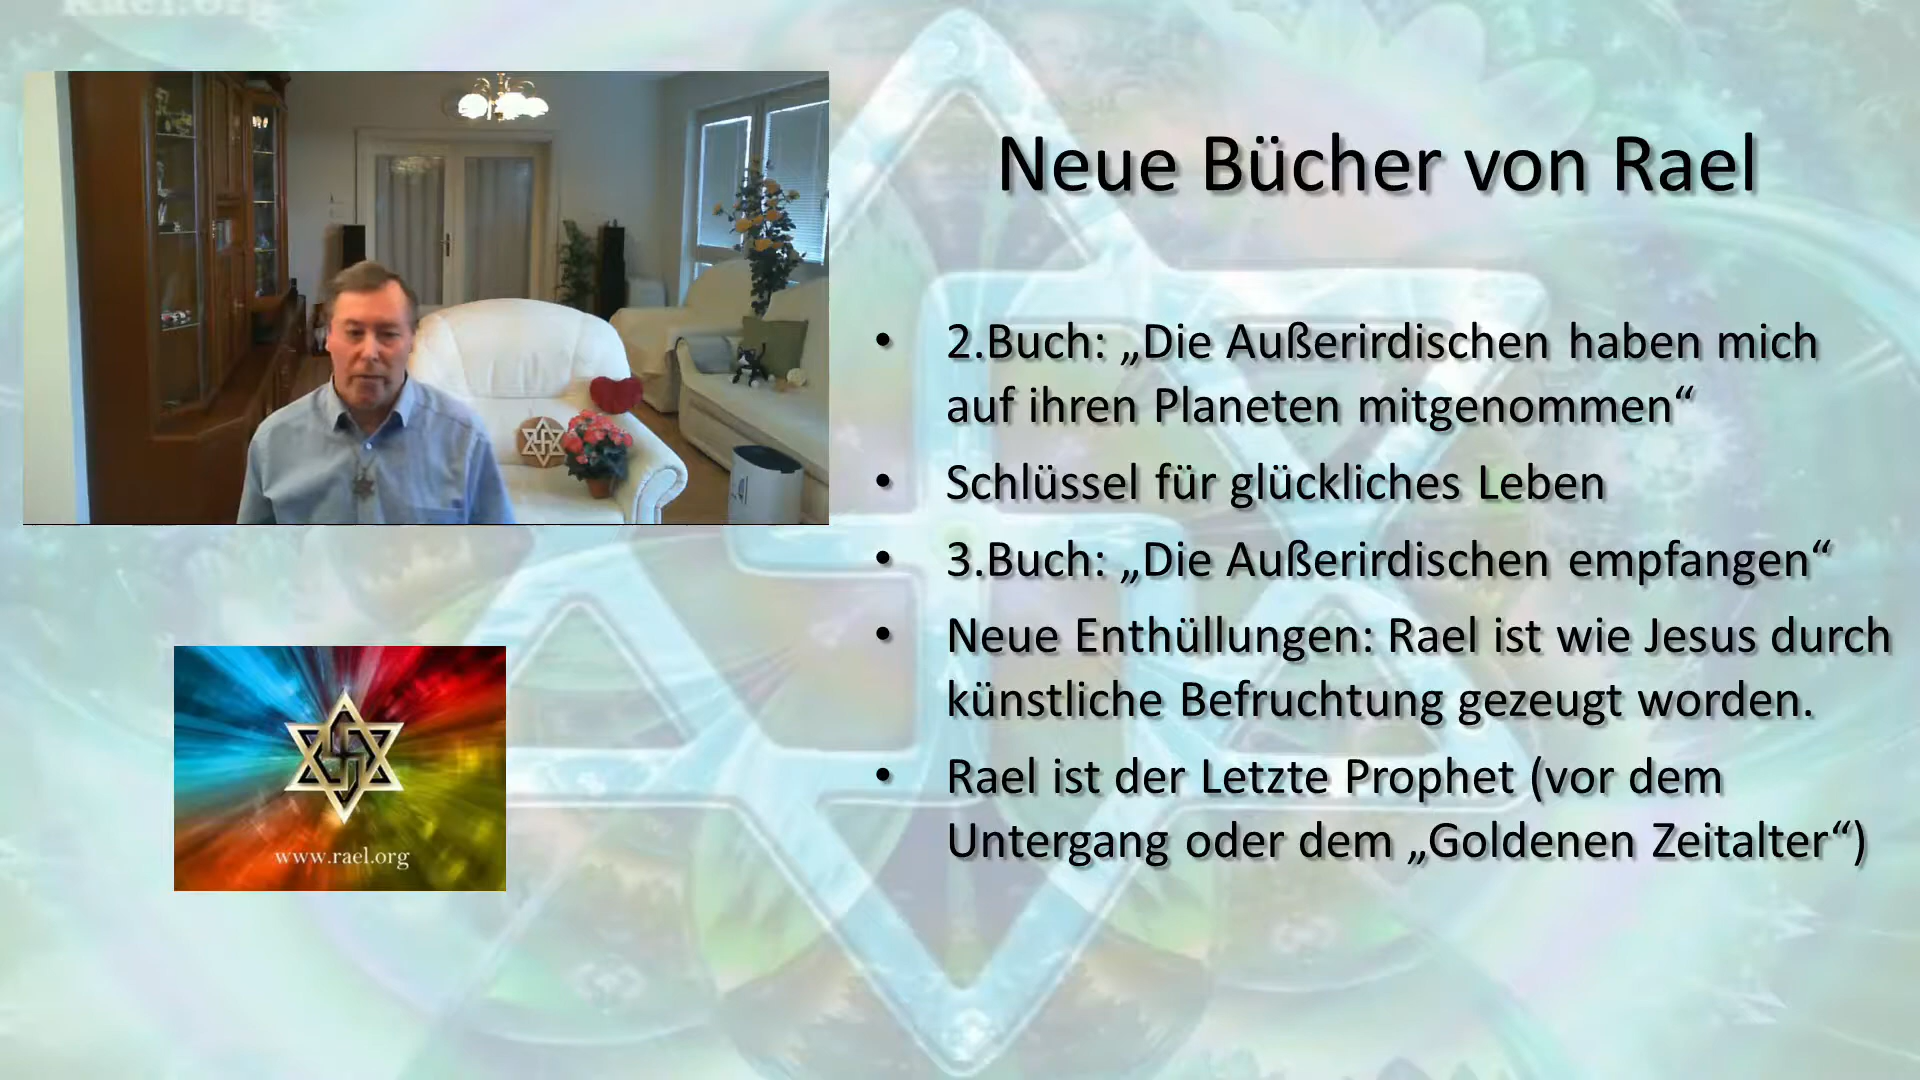 Rael.org
Neue Bücher von Rael
• 2.Buch: „Die Außerirdischen haben mich
auf ihren Planeten mitgenommen“
• Schlüssel für glückliches Leben
• 3.Buch: „Die Außerirdischen empfangen“
• Neue Enthüllungen: Rael ist wie Jesus durch
künstliche Befruchtung gezeugt worden.
• Rael ist der Letzte Prophet (vor dem
Untergang oder dem „Goldenen Zeitalter“)
www.rael.org